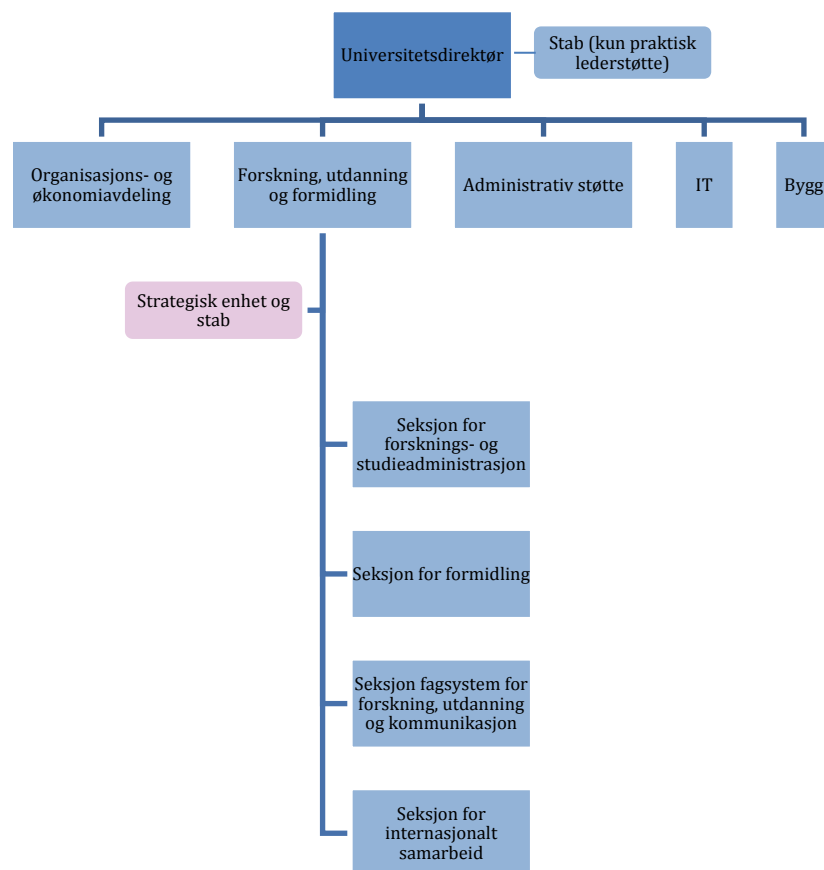 Universitetsdirektør
Stab (kun praktisk
lederstøtte)
Organisasjons- og
økonomiavdeling
Forskning, utdanning
og formidling
Administrativ støtte
IT
Bygg
Strategisk enhet og
stab
Seksjon for
forsknings- og
studieadministrasjon
Seksjon for formidling
Seksjon fagsystem for
forskning, utdanning
og kommunikasjon
Seksjon for
internasjonalt
samarbeid